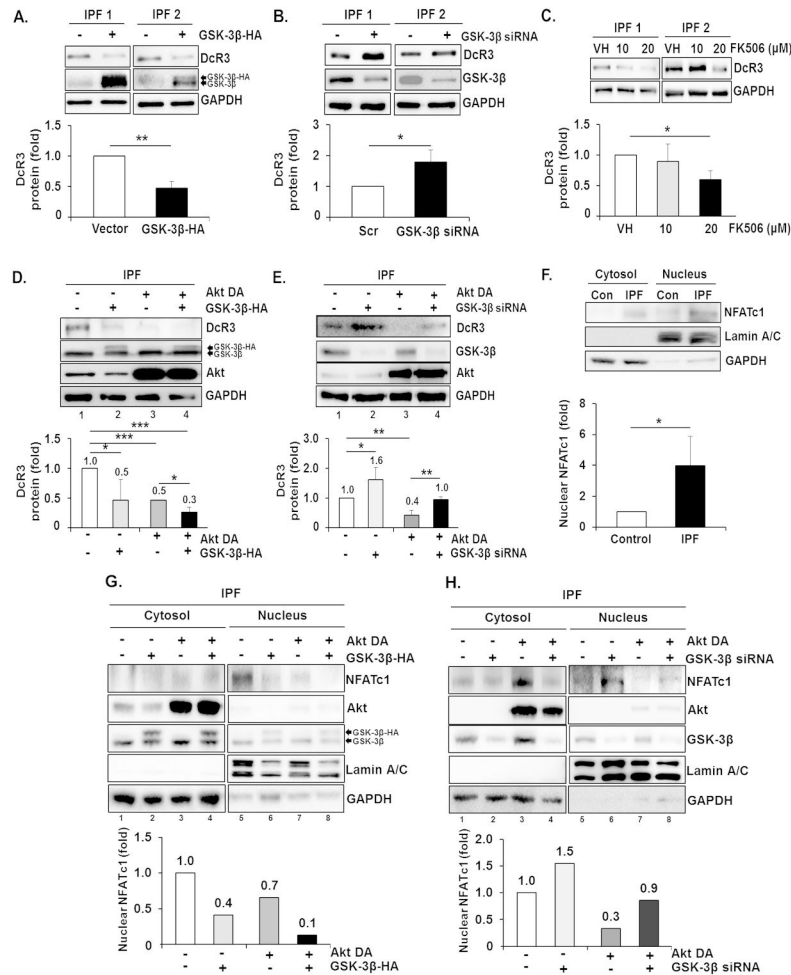 A.
IPF 1 IPF 2
- + - + GSK-3β-HA
DcR3
GSK-3β-HA
GSK-3β
GAPDH
DcR3
protein (fold)
1.5
1.0
0.5
0
**
Vector GSK-3β-HA
B.
IPF 1 IPF 2
- + - + GSK-3β siRNA
DcR3
GSK-3β
GAPDH
DcR3
protein (fold)
3
2
1
0
*
Scr GSK-3β siRNA
C.
IPF 1 IPF 2
VH 10 20 VH 10 20 FK506 (µM)
DcR3
GAPDH
DcR3
protein (fold)
1.5
1.0
0.5
0
*
VH 10 20 FK506 (µM)
D.
IPF
- - + + Akt DA
- + - + GSK-3β-HA
DcR3
GSK-3β-HA
GSK-3β
Akt
GAPDH
1 2 3 4
DcR3
protein (fold)
1.5
1.0
0.5
0
***
***
*
*
1.0 0.5 0.5 0.3
- - + + Akt DA
- + - + GSK-3β-HA
E.
IPF
- - + + Akt DA
- + - + GSK-3β siRNA
DcR3
GSK-3β
Akt
GAPDH
1 2 3 4
DcR3
protein (fold)
3.0
2.0
1.0
0
**
*
**
1.0 1.6 0.4 1.0
- - + + Akt DA
- + - + GSK-3β siRNA
F.
Cytosol Nucleus
Con IPF Con IPF
NFATc1
Lamin A/C
GAPDH
Nuclear NFATc1 (fold)
8
6
4
2
0
*
Control IPF
G.
IPF
Cytosol Nucleus
- - + + - - + + Akt DA
- + - + - + - + GSK-3β-HA
NFATc1
Akt
GSK-3β-HA
GSK-3β
Lamin A/C
GAPDH
1 2 3 4 5 6 7 8
Nuclear NFATc1 (fold)
1.5
1.0
0.5
0
1.0 0.4 0.7 0.1
- - + + Akt DA
- + - + GSK-3β-HA
H.
IPF
Cytosol Nucleus
- - + + - - + + Akt DA
- + - + - + - + GSK-3β siRNA
NFATc1
Akt
GSK-3β
Lamin A/C
GAPDH
1 2 3 4 5 6 7 8
Nuclear NFATc1 (fold)
2.0
1.5
1.0
0.5
0
1.0 1.5 0.3 0.9
- - + + Akt DA
- + - + GSK-3β siRNA